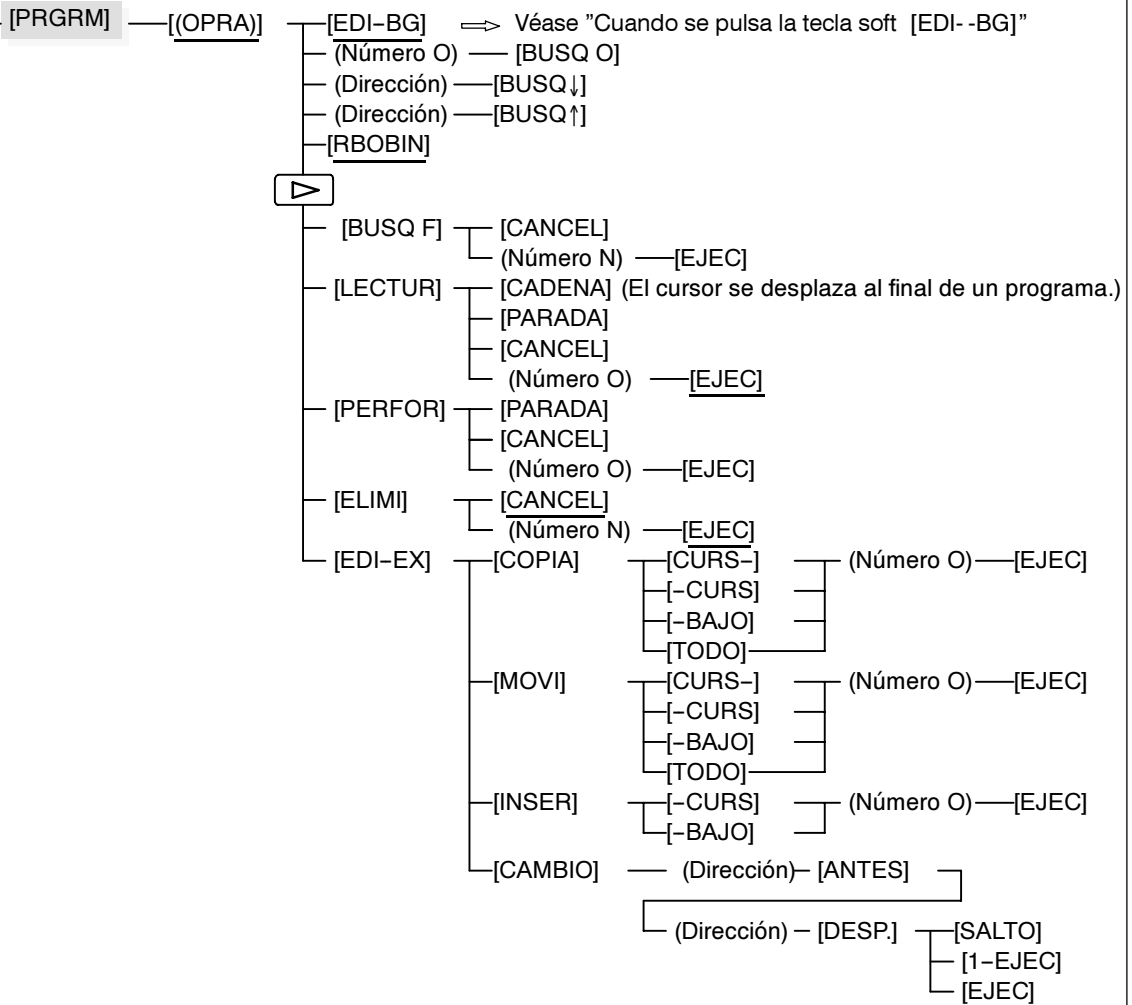 [PRGRM] [(OPRA)] [EDI-BG] ⇒ Véase "Cuando se pulsa la tecla soft [EDI- -BG]"
(Número O) [BUSQ O]
(Dirección) [BUSQ↓]
(Dirección) [BUSQ↑]
[RBOBIN]
[BUSQ F] [CANCEL]
(Número N) [EJEC]
[LECTUR] [CADENA] (El cursor se desplaza al final de un programa.)
[PARADA]
[CANCEL]
(Número O) [EJEC]
[PERFOR] [PARADA]
[CANCEL]
(Número O) [EJEC]
[ELIMI] [CANCEL]
(Número N) [EJEC]
[EDI-EX] [COPIA] [CURS-] (Número O) [EJEC]
[-CURS]
[-BAJO]
[TODO]
[MOVI] [CURS-] (Número O) [EJEC]
[-CURS]
[-BAJO]
[TODO]
[INSER] [-CURS] (Número O) [EJEC]
[-BAJO]
[CAMBIO] (Dirección) [ANTES]
(Dirección) [DESP.] [SALTO]
[1-EJEC]
[EJEC]